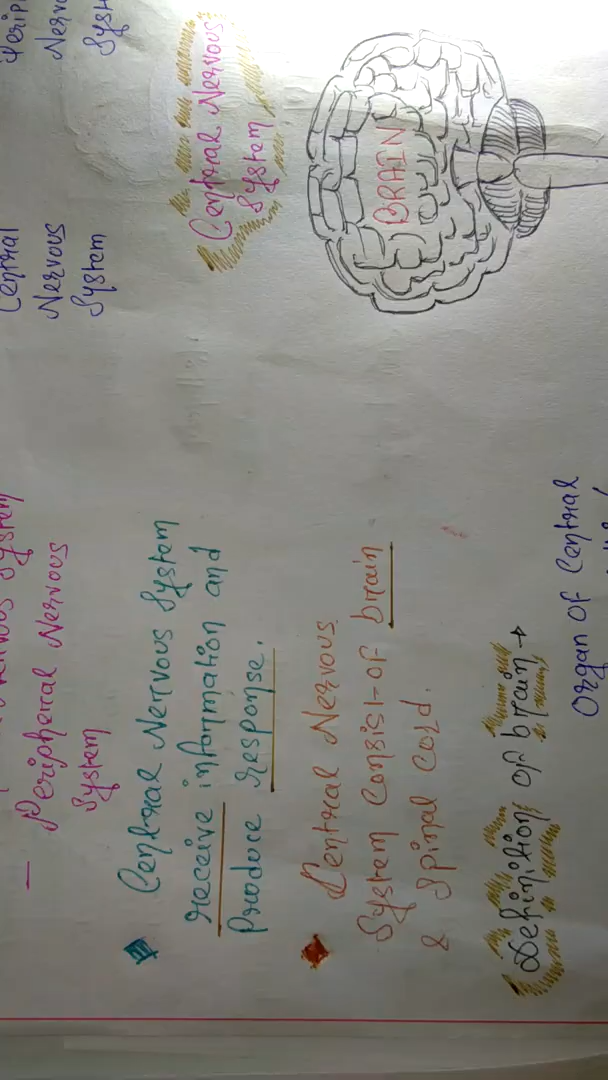 Nervous System
— Peripheral Nervous
System
Central
Nervous
System
Nervo
Syst
Central Nervous System
receive information and
Produce response.
Central Nervous
System
Central Nervous
System Consist-of brain
& Spinal cord.
BRAIN
Definition of brain →
Organ of Central